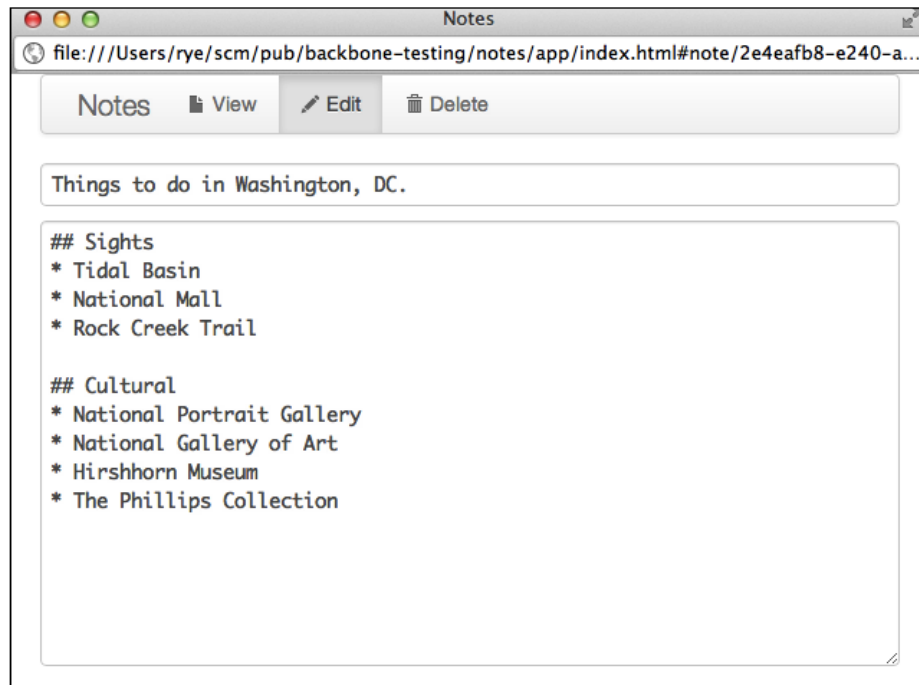 Notes
file:///Users/rye/scm/pub/backbone-testing/notes/app/index.html#note/2e4eafb8-e240-a...
Notes View Edit Delete
Things to do in Washington, DC.
## Sights
* Tidal Basin
* National Mall
* Rock Creek Trail
## Cultural
* National Portrait Gallery
* National Gallery of Art
* Hirshhorn Museum
* The Phillips Collection